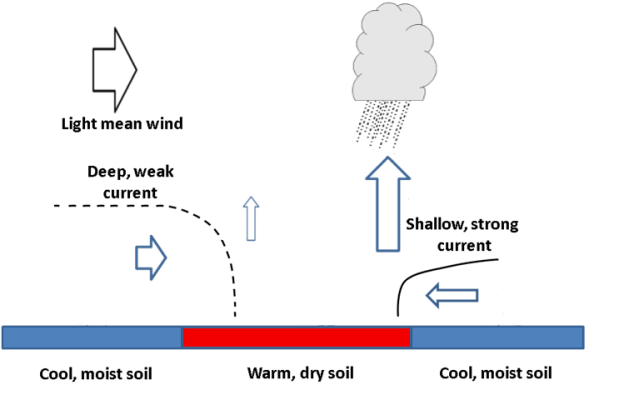 Light mean wind
Deep, weak
current
Shallow, strong
current
Cool, moist soil
Warm, dry soil
Cool, moist soil